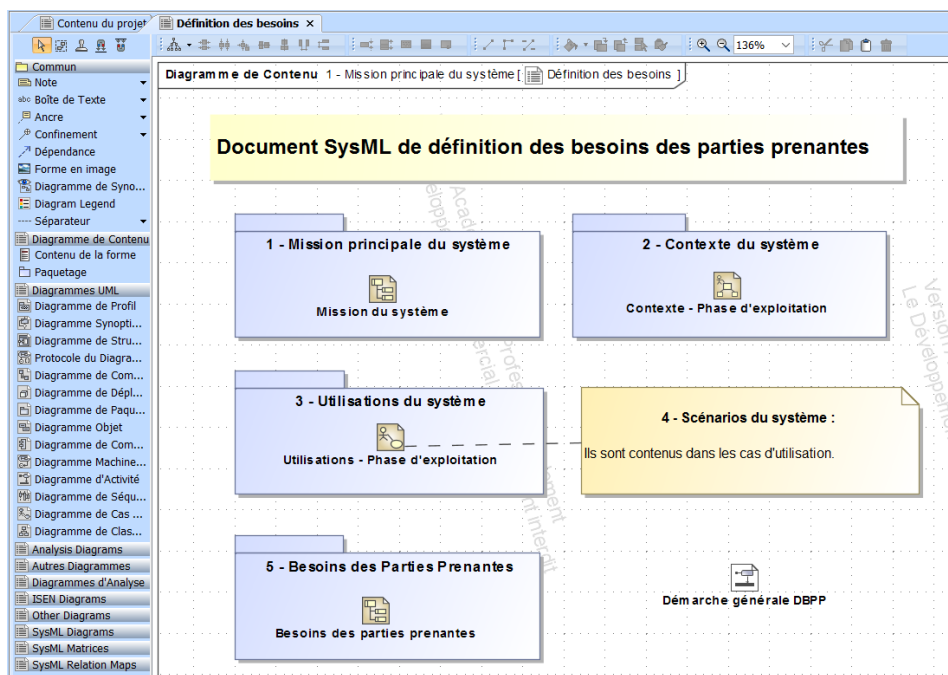 Contenu du projet
Définition des besoins
136%
Commun
Note
abc Boîte de Texte
Ancre
Confinement
Dépendance
Forme en image
Diagramme de Syno...
Diagram Legend
Séparateur
Diagramme de Contenu
Contenu de la forme
Paquetage
Diagrammes UML
Diagramme de Profil
Diagramme Synopti...
Diagramme de Stru...
Protocole du Diagra...
Diagramme de Com...
Diagramme de Dépl...
Diagramme de Paqu...
Diagramme Objet
Diagramme de Com...
Diagramme Machine...
Diagramme d'Activité
Diagramme de Séqu...
Diagramme de Cas ...
Diagramme de Clas...
Analysis Diagrams
Autres Diagrammes
Diagrammes d'Analyse
ISEN Diagrams
Other Diagrams
SysML Diagrams
SysML Matrices
SysML Relation Maps
Diagramme de Contenu 1 - Mission principale du système [ Définition des besoins ]
Document SysML de définition des besoins des parties prenantes
1 - Mission principale du système
Mission du système
2 - Contexte du système
Contexte - Phase d'exploitation
3 - Utilisations du système
Utilisations - Phase d'exploitation
4 - Scénarios du système :
Ils sont contenus dans les cas d'utilisation.
5 - Besoins des Parties Prenantes
Besoins des parties prenantes
Démarche générale DBPP
Version
Le Développement